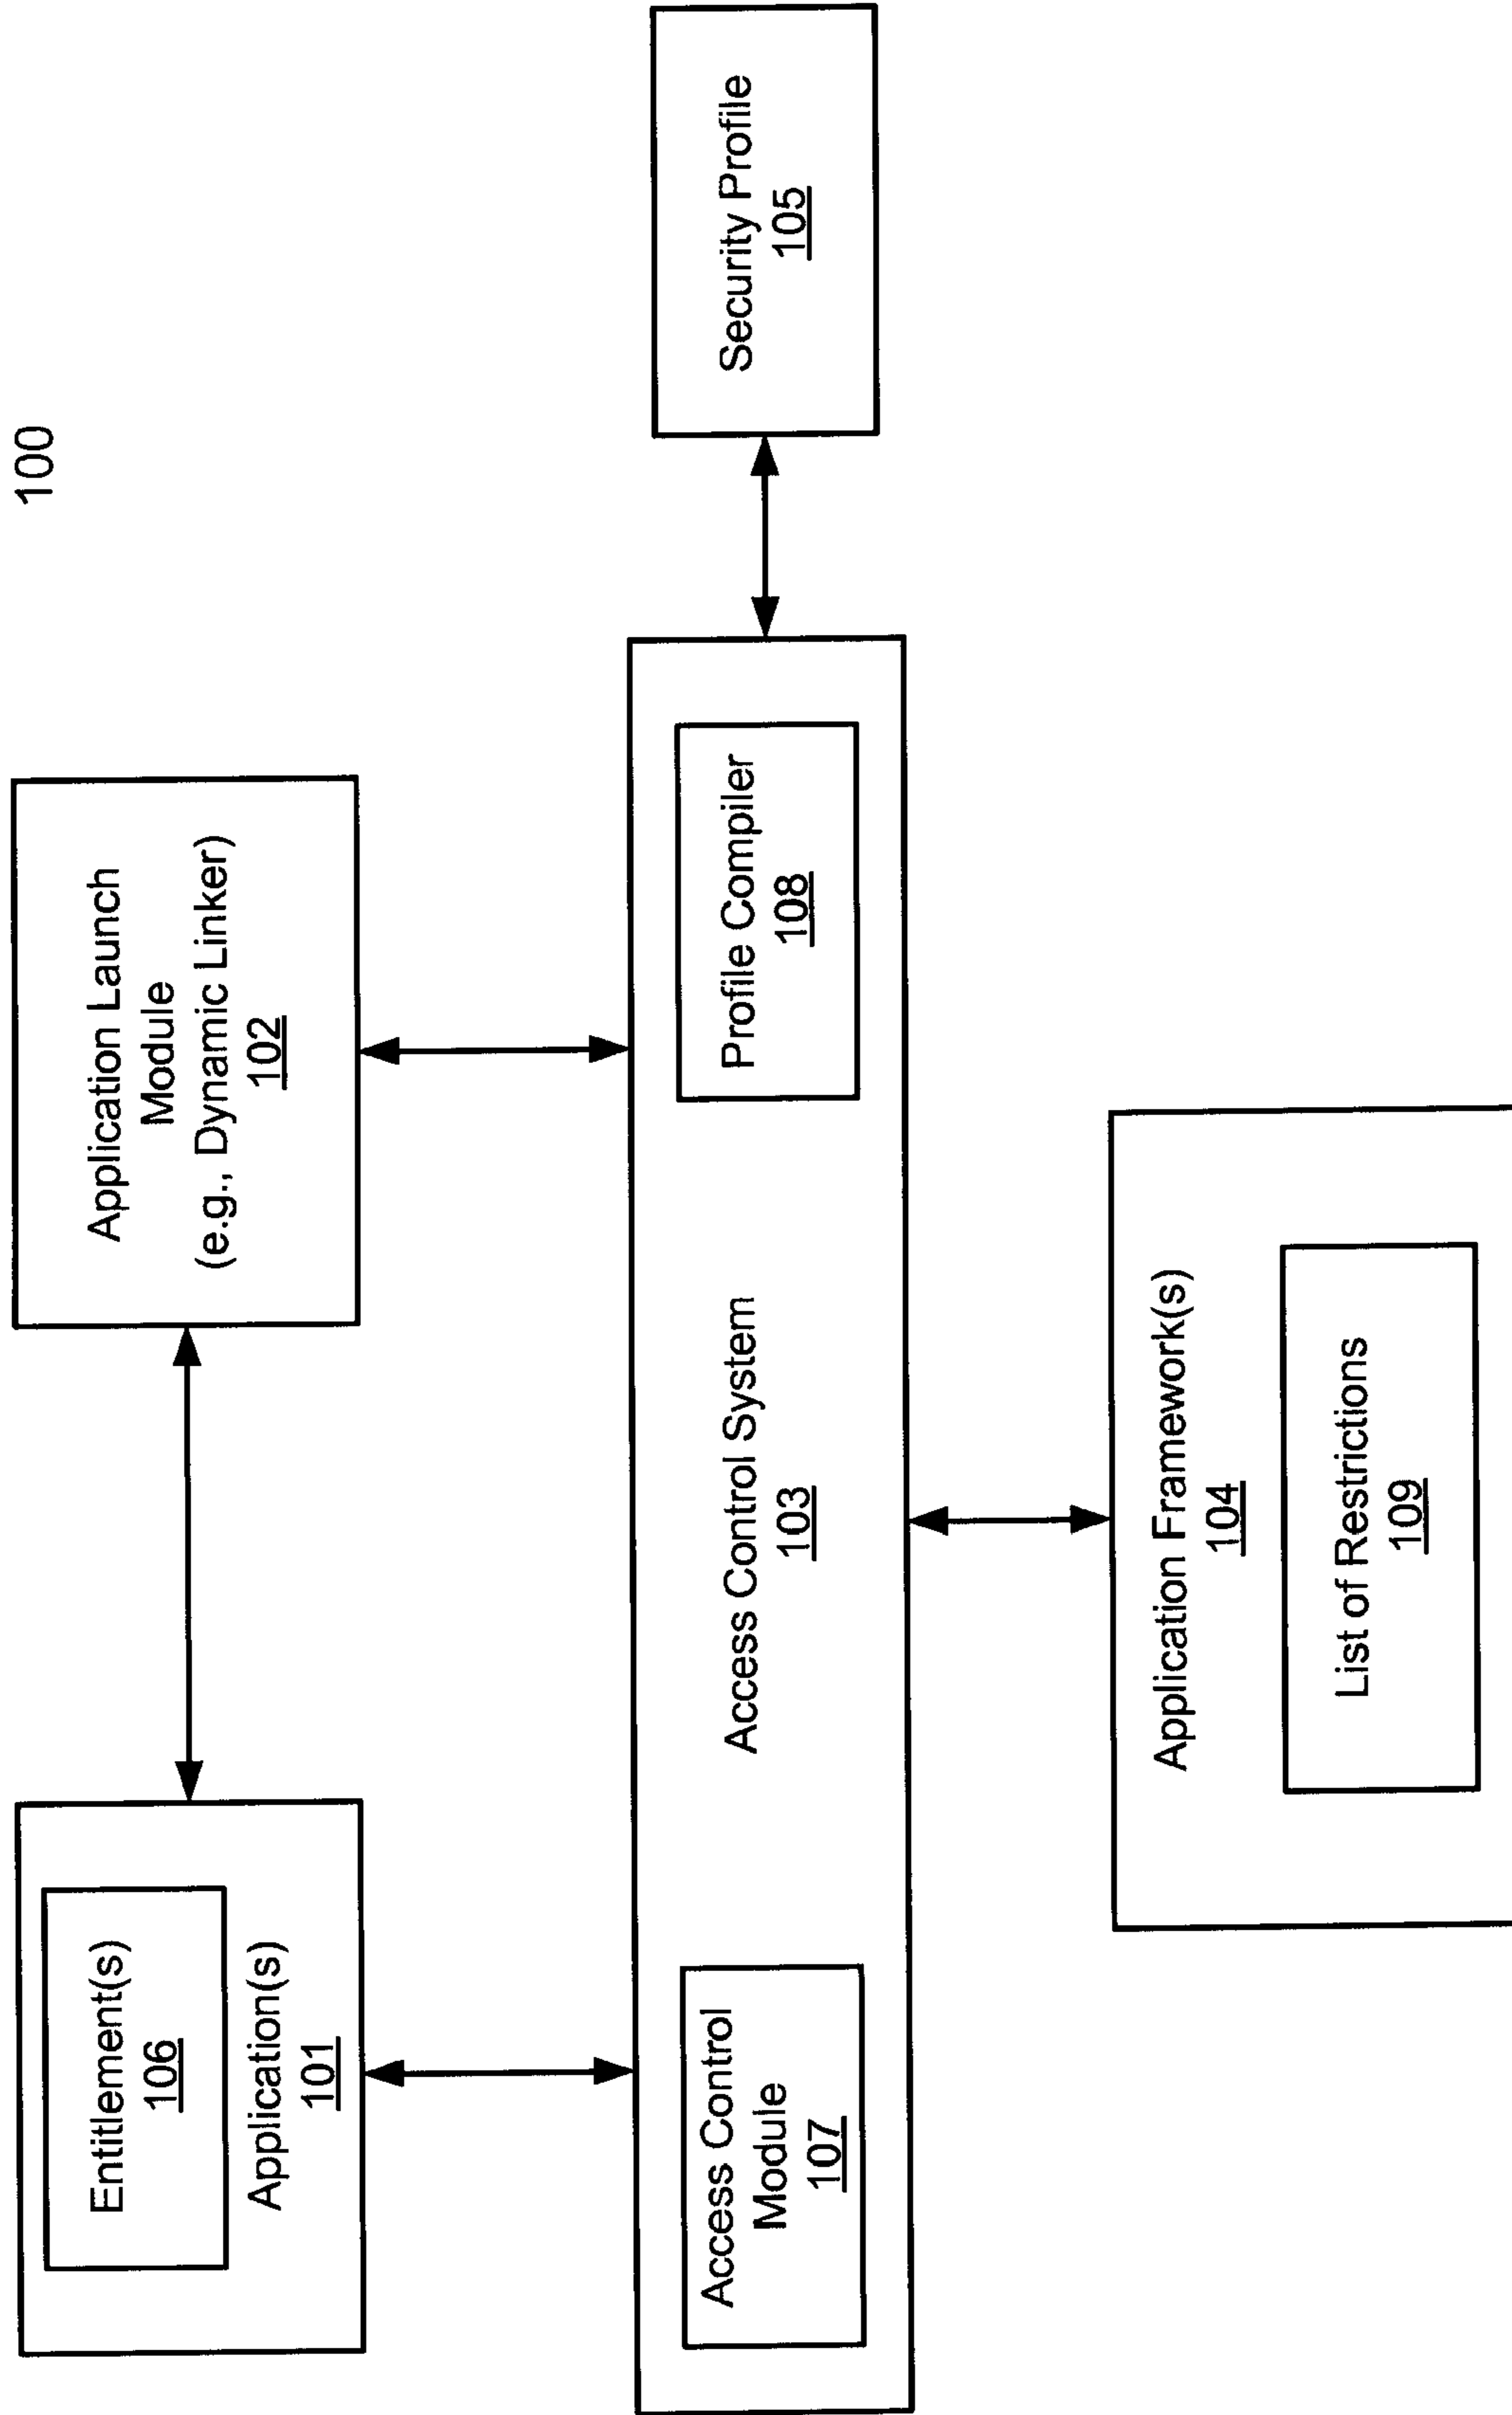 100
Entitlement(s)
106
Application(s)
101
Application Launch
Module
(e.g., Dynamic Linker)
102
Access Control
Module
107
Access Control System
103
Profile Compiler
108
Security Profile
105
Application Framework(s)
104
List of Restrictions
109